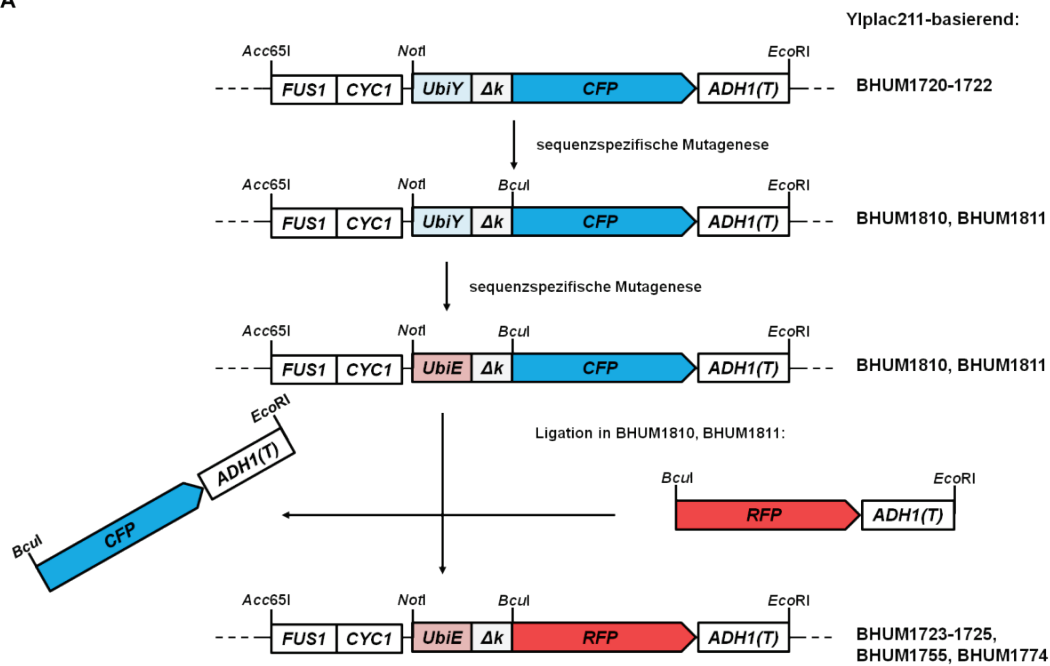 A
YIplac211-basierend:
Acc65I NotI EcoRI
FUS1 CYC1 UbiY Δk CFP ADH1(T) BHUM1720-1722
sequenzspezifische Mutagenese
Acc65I NotI BcuI EcoRI
FUS1 CYC1 UbiY Δk CFP ADH1(T) BHUM1810, BHUM1811
sequenzspezifische Mutagenese
Acc65I NotI BcuI EcoRI
FUS1 CYC1 UbiE Δk CFP ADH1(T) BHUM1810, BHUM1811
EcoRI
ADH1(T)
CFP
BcuI
Ligation in BHUM1810, BHUM1811:
BcuI EcoRI
RFP ADH1(T)
Acc65I NotI BcuI EcoRI
FUS1 CYC1 UbiE Δk RFP ADH1(T) BHUM1723-1725,
BHUM1755, BHUM1774